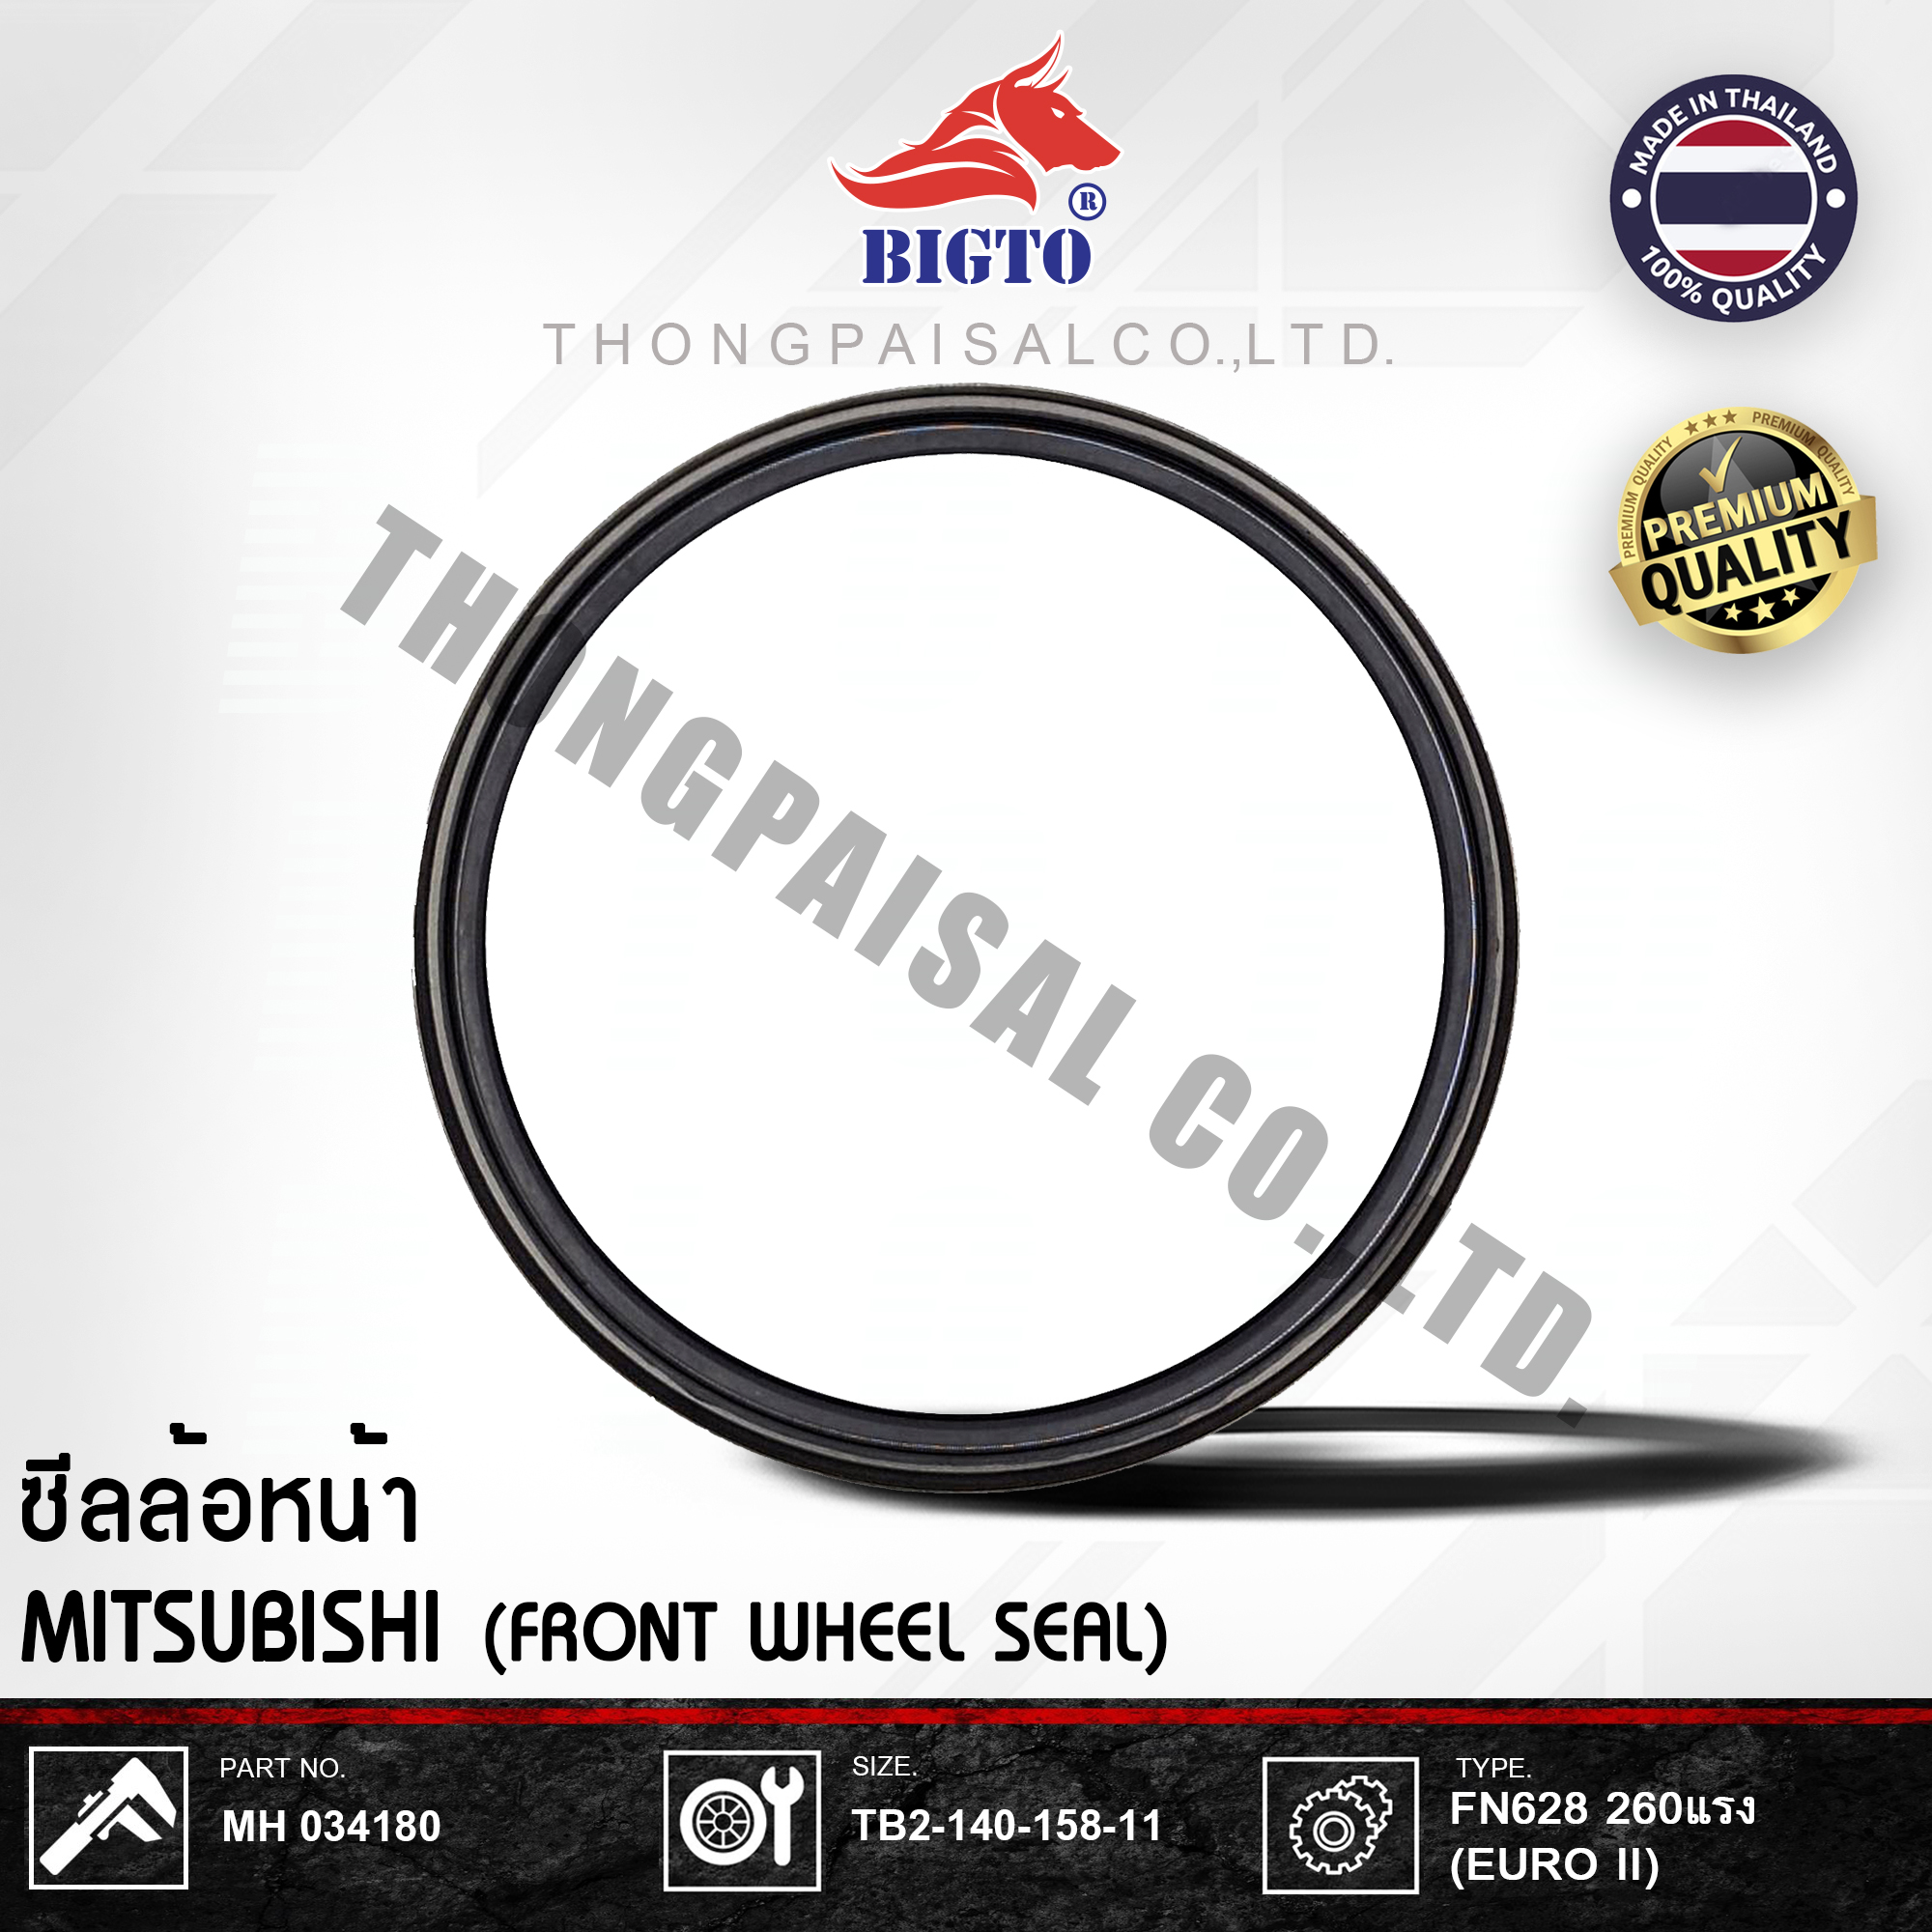 BIGTO ®
THONGPAISAL CO.,LTD.
MADE IN THAILAND
100% QUALITY
PREMIUM QUALITY ★★★ PREMIUM QUALITY
PREMIUM
QUALITY
THONGPAISAL CO.,LTD.
ซีลล้อหน้า
MITSUBISHI (FRONT WHEEL SEAL)
PART NO.
MH 034180
SIZE.
TB2-140-158-11
TYPE.
FN628 260แรง
(EURO II)